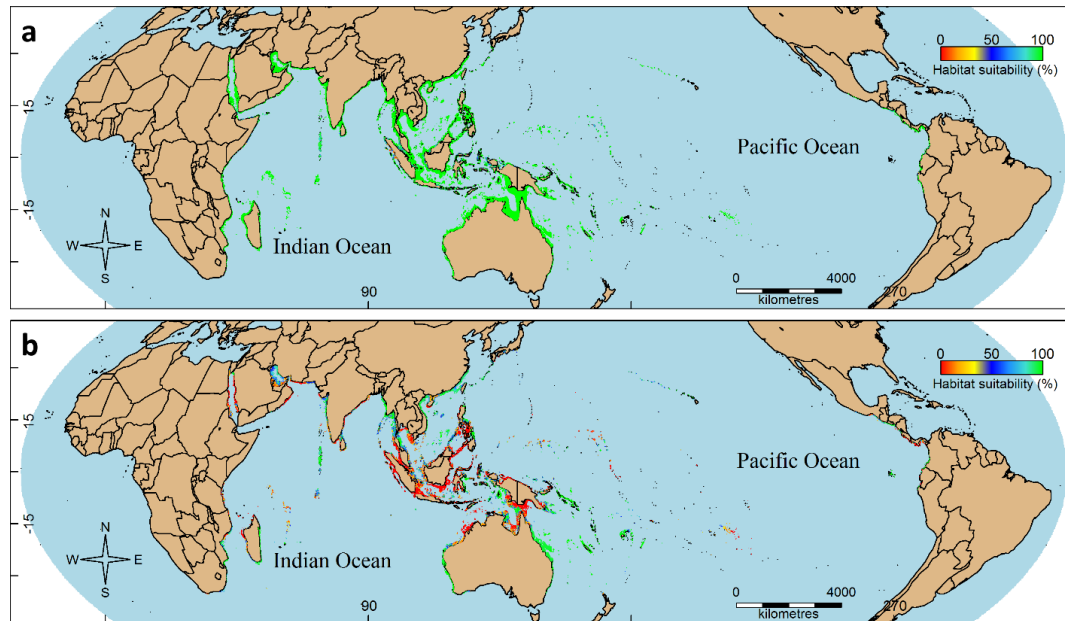 a
0 50 100
Habitat suitability (%)
15
Pacific Ocean
-15
N
W E
S
Indian Ocean
0 4000
kilometres
90
270
b
0 50 100
Habitat suitability (%)
15
Pacific Ocean
-15
N
W E
S
Indian Ocean
0 4000
kilometres
90
270